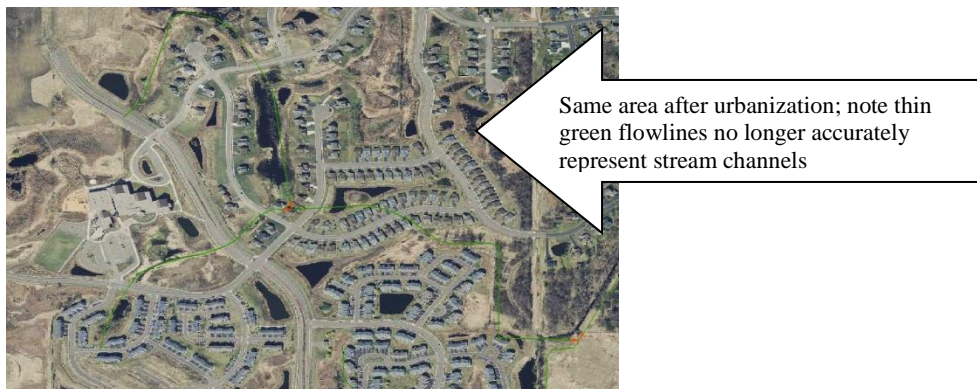 Same area after urbanization; note thin
green flowlines no longer accurately
represent stream channels